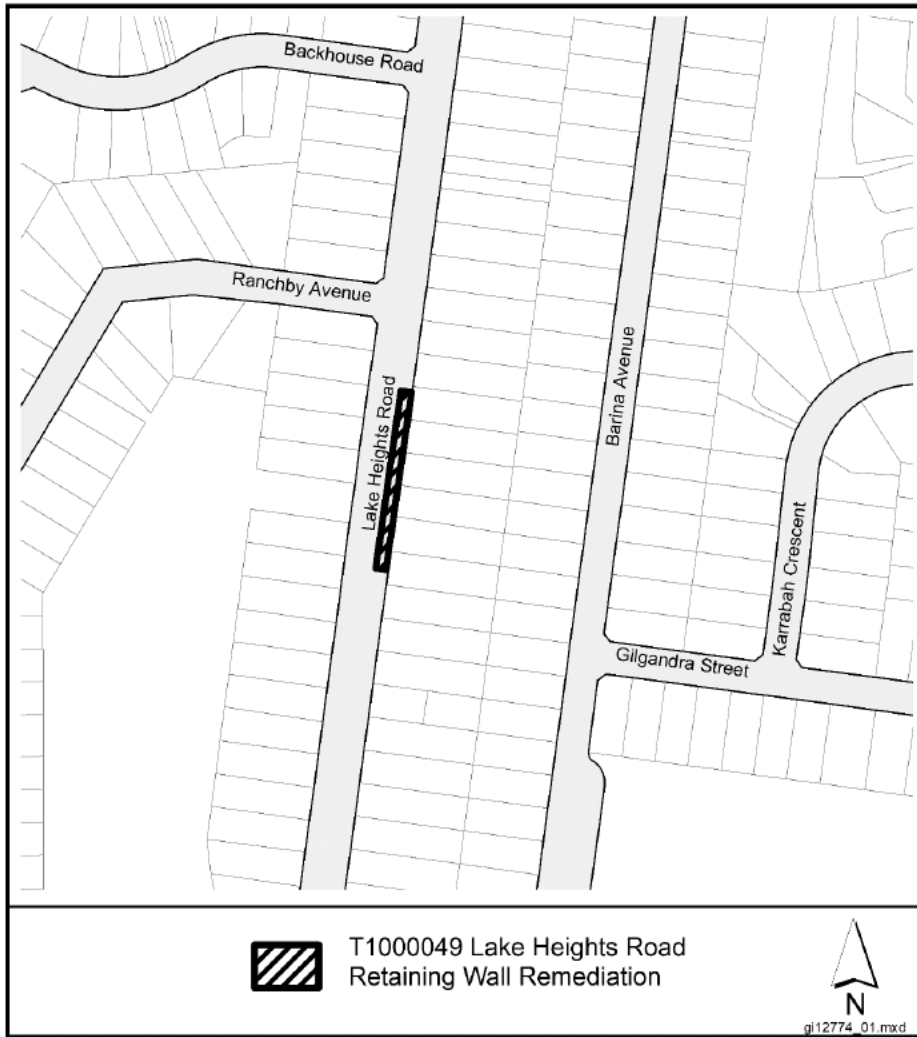 Backhouse Road
Ranchby Avenue
Lake Heights Road
Barina Avenue
Karrabah Crescent
Gilgandra Street
T1000049 Lake Heights Road
Retaining Wall Remediation
N
gi12774_01.mxd